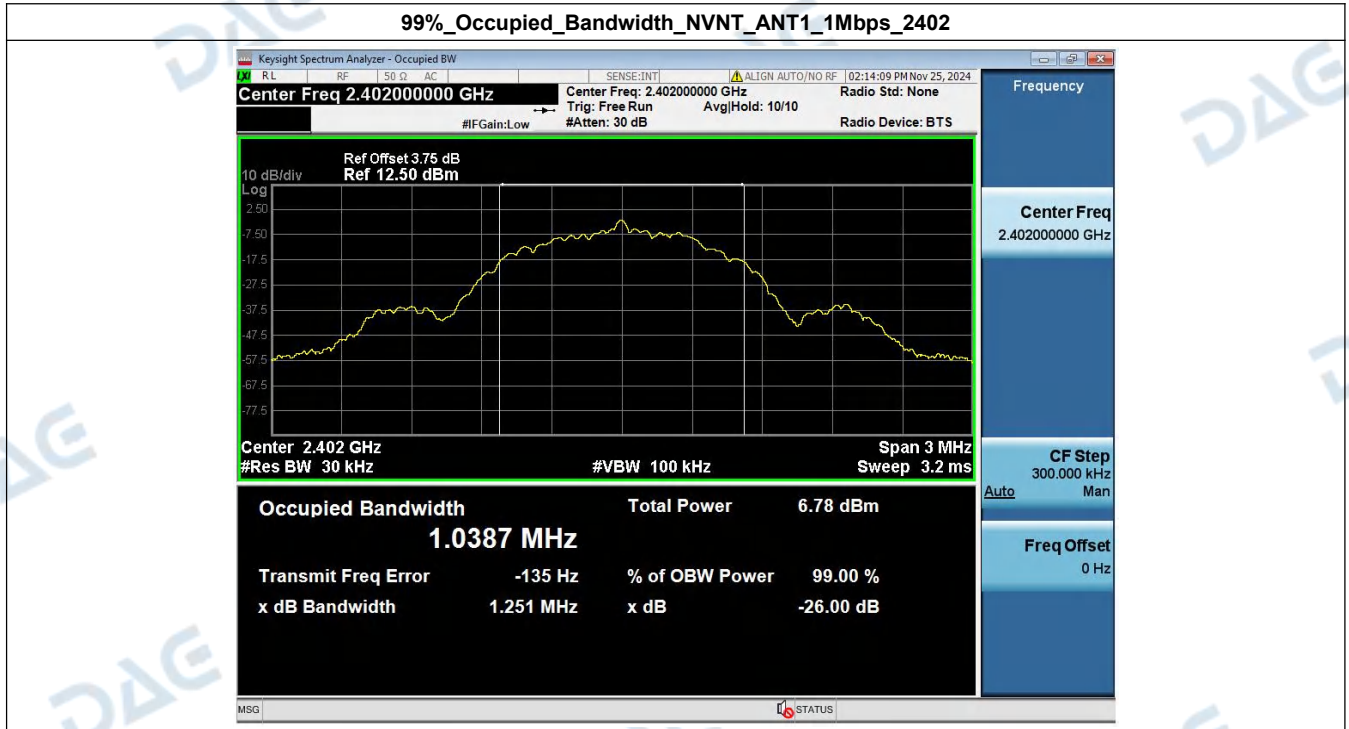 99%_Occupied_Bandwidth_NVNT_ANT1_1Mbps_2402
Keysight Spectrum Analyzer - Occupied BW
LXI RL RF 50 Ω AC SENSE:INT ALIGN AUTO/NO RF 02:14:09 PM Nov 25, 2024
Center Freq 2.402000000 GHz
Center Freq: 2.402000000 GHz Radio Std: None
Trig: Free Run Avg|Hold: 10/10
#IFGain:Low #Atten: 30 dB Radio Device: BTS
Ref Offset 3.75 dB
10 dB/div Ref 12.50 dBm
Log
2.50
-7.50
-17.5
-27.5
-37.5
-47.5
-57.5
-67.5
-77.5
Center 2.402 GHz Span 3 MHz
#Res BW 30 kHz #VBW 100 kHz Sweep 3.2 ms
Occupied Bandwidth Total Power 6.78 dBm
1.0387 MHz
Transmit Freq Error -135 Hz % of OBW Power 99.00 %
x dB Bandwidth 1.251 MHz x dB -26.00 dB
MSG STATUS
Frequency
Center Freq
2.402000000 GHz
CF Step
300.000 kHz
Auto Man
Freq Offset
0 Hz
DAG
DAG
DAG